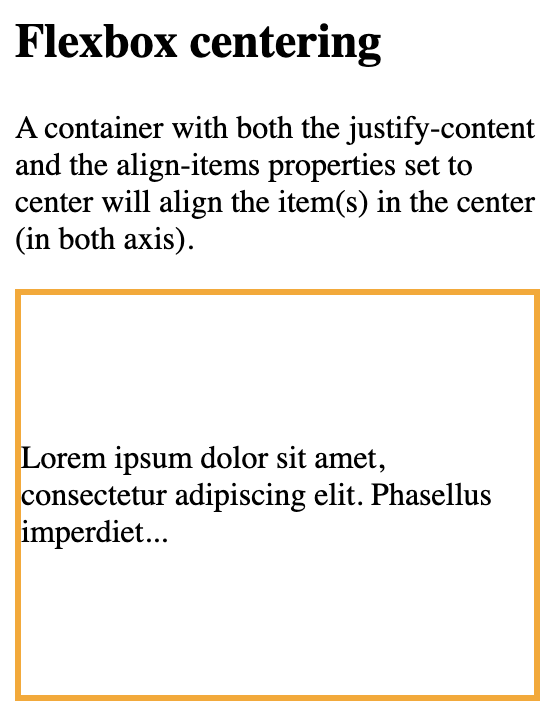 Flexbox centering
A container with both the justify-content
and the align-items properties set to
center will align the item(s) in the center
(in both axis).
Lorem ipsum dolor sit amet,
consectetur adipiscing elit. Phasellus
imperdiet...